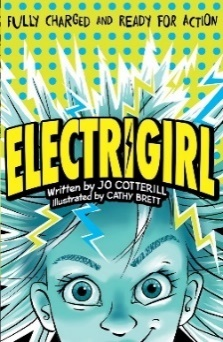 FULLY CHARGED AND READY FOR ACTION
ELECTRIGIRL
Written by JO COTTERILL
Illustrated by CATHY BRETT